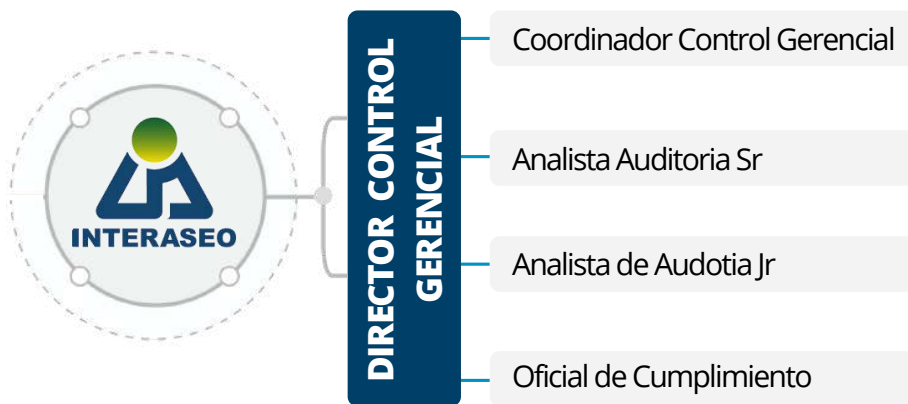 INTERASEO
DIRECTOR CONTROL
GERENCIAL
Coordinador Control Gerencial
Analista Auditoria Sr
Analista de Audotia Jr
Oficial de Cumplimiento